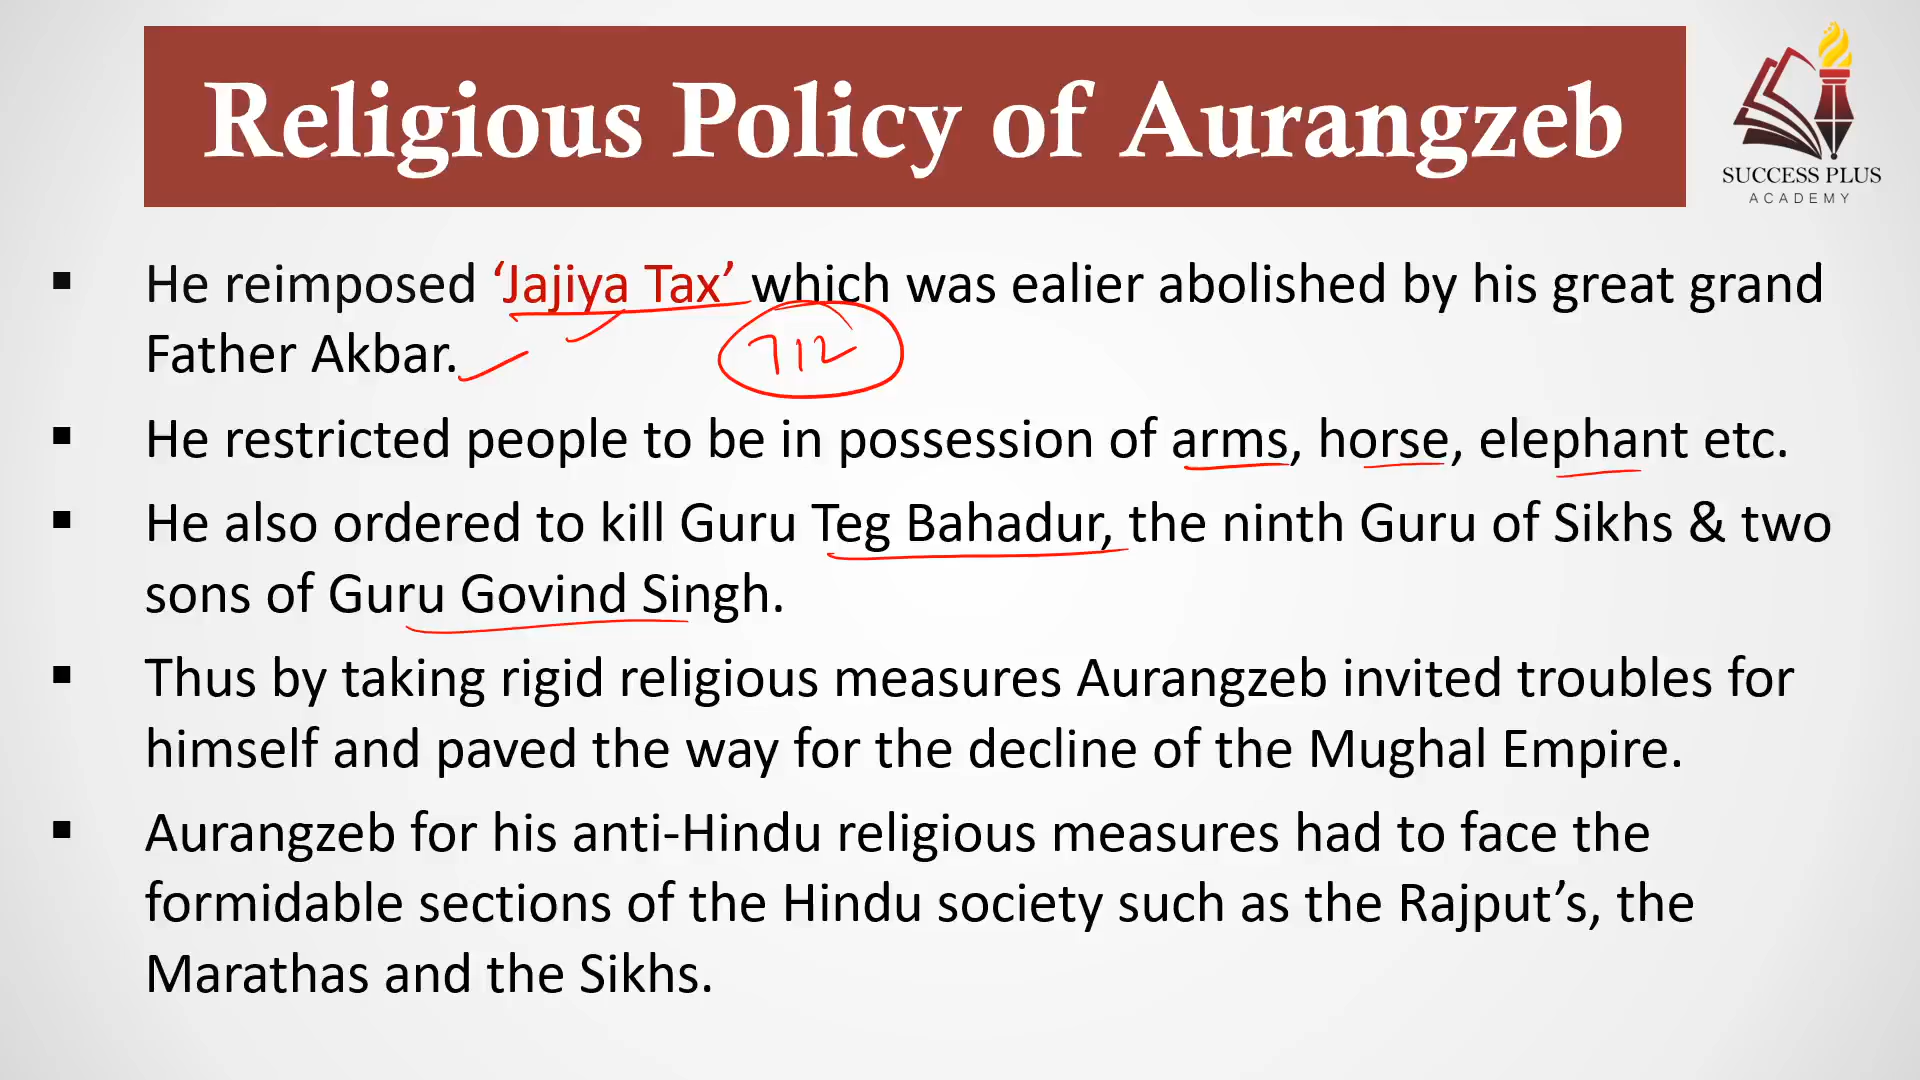 Religious Policy of Aurangzeb
SUCCESS PLUS
ACADEMY
▪ He reimposed ‘Jajiya Tax’ which was ealier abolished by his great grand
Father Akbar.
712
▪ He restricted people to be in possession of arms, horse, elephant etc.
▪ He also ordered to kill Guru Teg Bahadur, the ninth Guru of Sikhs & two
sons of Guru Govind Singh.
▪ Thus by taking rigid religious measures Aurangzeb invited troubles for
himself and paved the way for the decline of the Mughal Empire.
▪ Aurangzeb for his anti-Hindu religious measures had to face the
formidable sections of the Hindu society such as the Rajput’s, the
Marathas and the Sikhs.